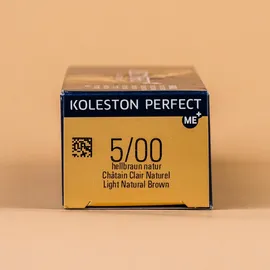 KOLESTON PERFECT
ME+
5/00
hellbraun natur
Châtain Clair Naturel
Light Natural Brown